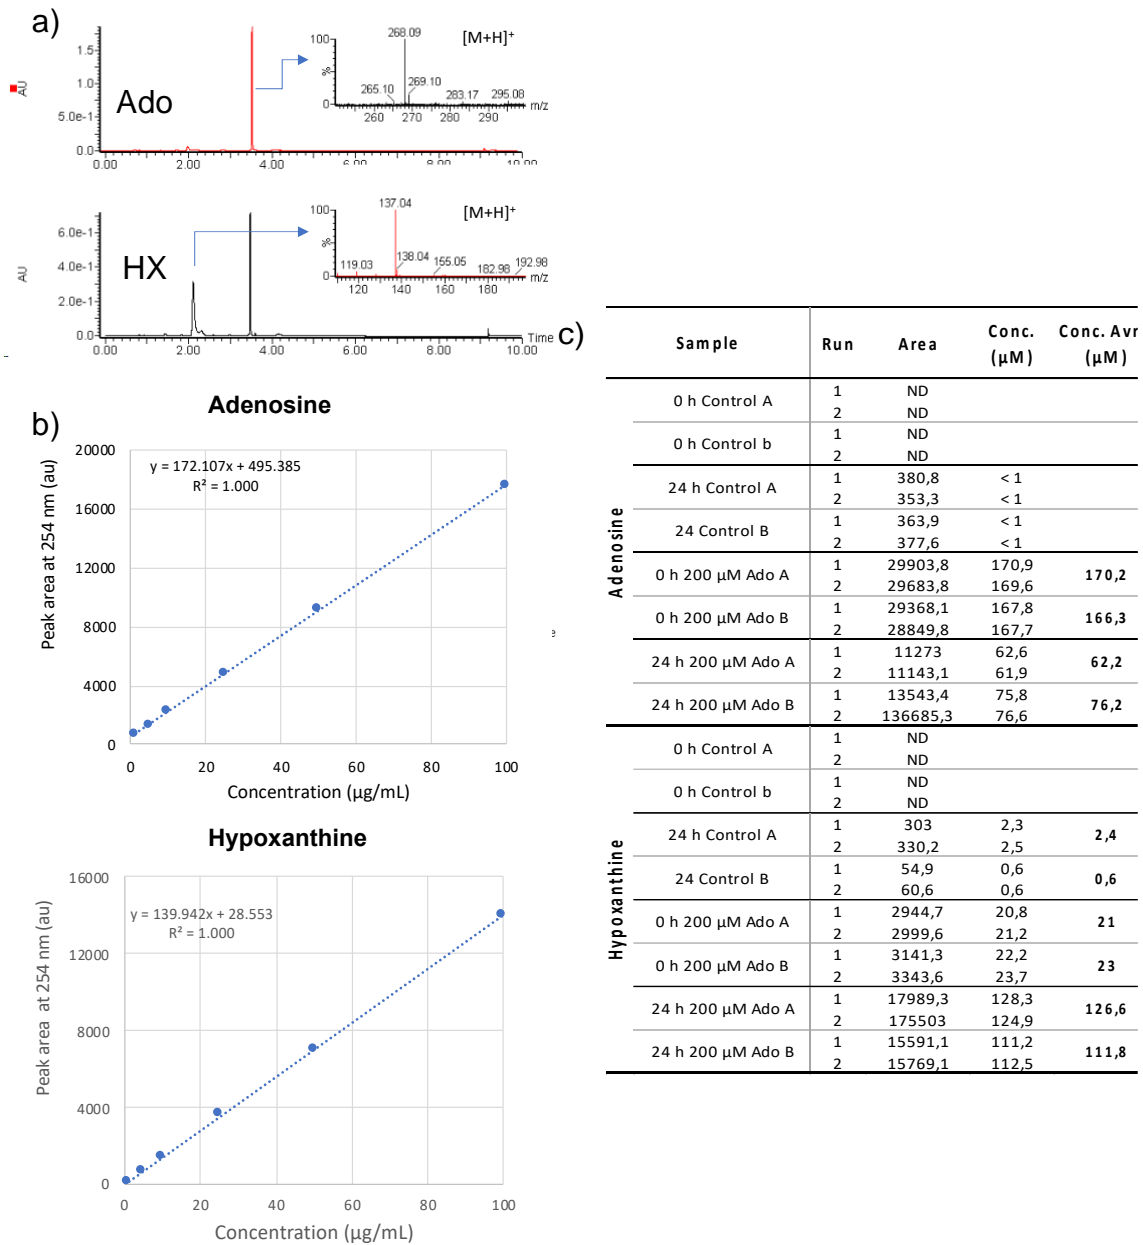 a)
1.5
1.0
5.0e-1
0.0
AU
Ado
0.00 2.00 4.00 6.00 8.00 10.00
100
%
0
268.09
[M+H]+
265.10
269.10
283.17
295.08
m/z
260 270 280 290
6.0e-1
4.0e-1
2.0e-1
0.0
AU
HX
0.00 2.00 4.00 6.00 8.00 10.00
Time
100
%
0
137.04
[M+H]+
119.03
138.04
155.05
182.98
192.98
m/z
120 140 160 180
b)
Adenosine
y = 172.107x + 495.385
R² = 1.000
Peak area at 254 nm (au)
20000
16000
12000
8000
4000
0
0 20 40 60 80 100
Concentration (µg/mL)
Hypoxanthine
y = 139.942x + 28.553
R² = 1.000
Peak area at 254 nm (au)
16000
12000
8000
4000
0
0 20 40 60 80 100
Concentration (µg/mL)
e
c)
Sample Run Area Conc. (µM) Conc. Avr (µM)
Adenosine
0 h Control A 1 ND
2 ND
0 h Control b 1 ND
2 ND
24 h Control A 1 380,8 < 1
2 353,3 < 1
24 Control B 1 363,9 < 1
2 377,6 < 1
0 h 200 µM Ado A 1 29903,8 170,9 170,2
2 29683,8 169,6
0 h 200 µM Ado B 1 29368,1 167,8 166,3
2 28849,8 167,7
24 h 200 µM Ado A 1 11273 62,6 62,2
2 11143,1 61,9
24 h 200 µM Ado B 1 13543,4 75,8 76,2
2 136685,3 76,6
Hypoxanthine
0 h Control A 1 ND
2 ND
0 h Control b 1 ND
2 ND
24 h Control A 1 303 2,3 2,4
2 330,2 2,5
24 Control B 1 54,9 0,6 0,6
2 60,6 0,6
0 h 200 µM Ado A 1 2944,7 20,8 21
2 2999,6 21,2
0 h 200 µM Ado B 1 3141,3 22,2 23
2 3343,6 23,7
24 h 200 µM Ado A 1 17989,3 128,3 126,6
2 175503 124,9
24 h 200 µM Ado B 1 15591,1 111,2 111,8
2 15769,1 112,5